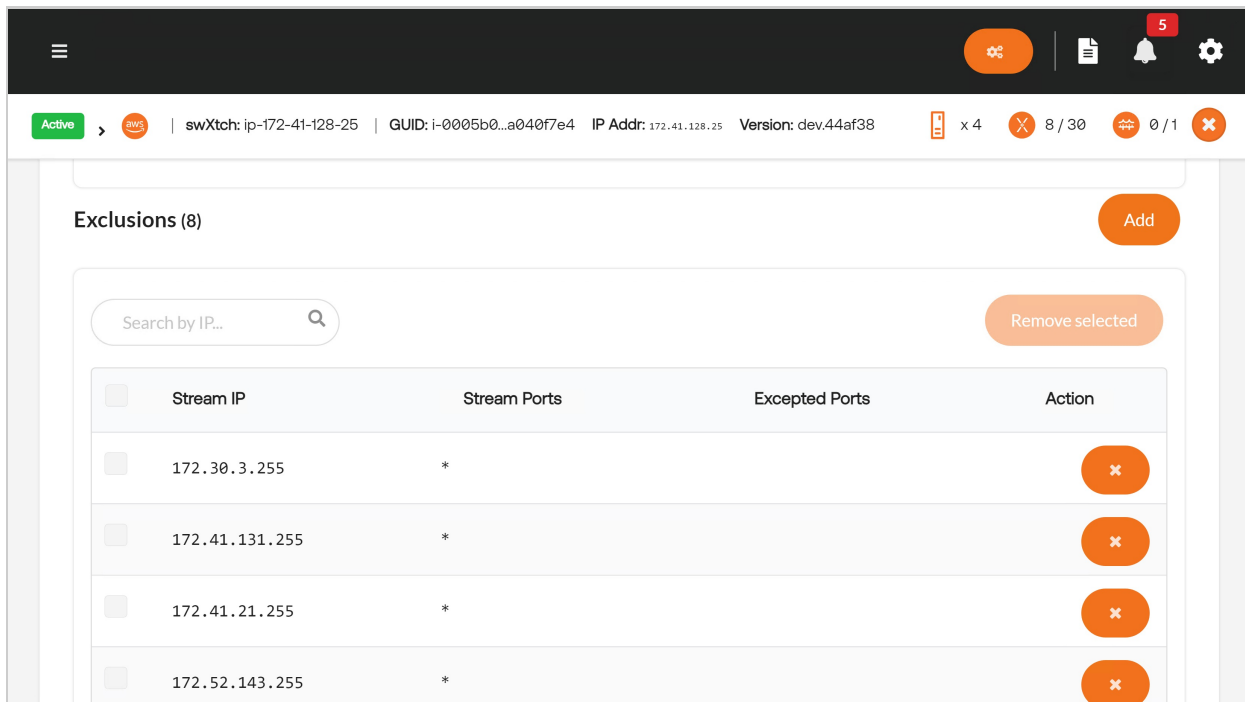 5
Active aws | swXtch: ip-172-41-128-25 | GUID: i-0005b0...a040f7e4 IP Addr: 172.41.128.25 Version: dev.44af38 x 4 8 / 30 0 / 1
Exclusions (8) Add
Search by IP... Remove selected
Stream IP Stream Ports Excepted Ports Action
172.30.3.255 *
172.41.131.255 *
172.41.21.255 *
172.52.143.255 *